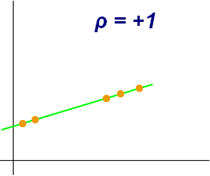 ρ = +1